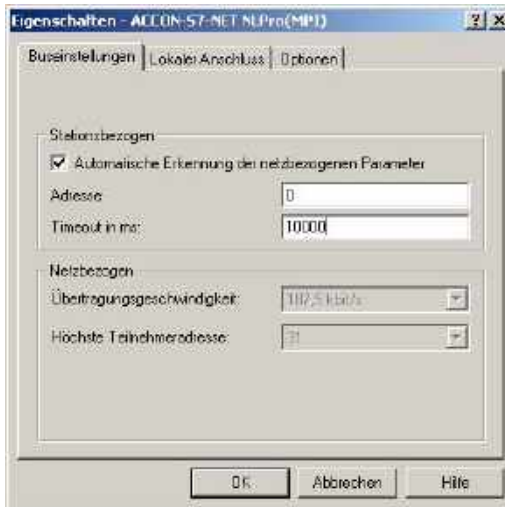 Eigenschaften - ACCON-S7-NET NLPro(MPI)
Buseinstellungen Lokaler Anschluss Optionen
Stationsbezogen
Automatische Erkennung der netzbezogenen Parameter
Adresse: 0
Timeout in ms: 10000
Netzbezogen
Übertragungsgeschwindigkeit: 187,5 kbit/s
Höchste Teilnehmeradresse: 31
OK Abbrechen Hilfe